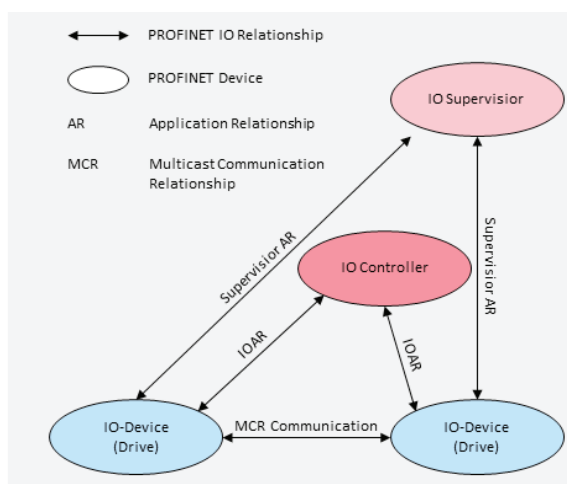 PROFINET IO Relationship
PROFINET Device
AR Application Relationship
MCR Multicast Communication
Relationship
IO Supervisior
Supervisior AR
Supervisior AR
IO Controller
IOAR
IOAR
IO-Device
(Drive)
MCR Communication
IO-Device
(Drive)